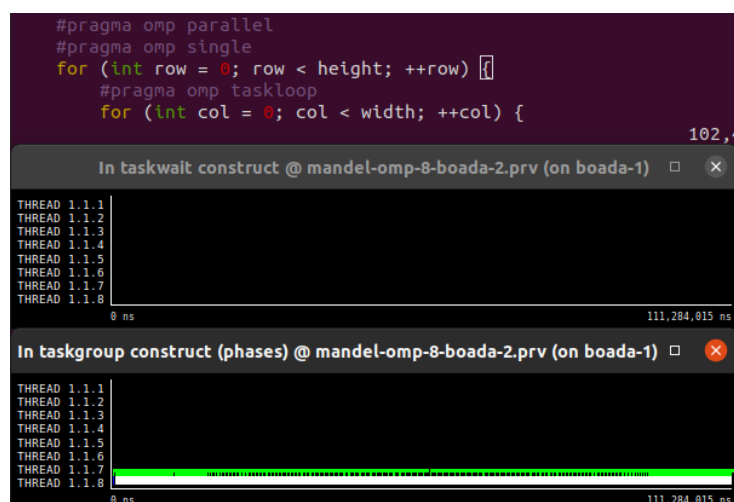 #pragma omp parallel
#pragma omp single
for (int row = 0; row < height; ++row) {
#pragma omp taskloop
for (int col = 0; col < width; ++col) {
102,
In taskwait construct @ mandel-omp-8-boada-2.prv (on boada-1)
THREAD 1.1.1
THREAD 1.1.2
THREAD 1.1.3
THREAD 1.1.4
THREAD 1.1.5
THREAD 1.1.6
THREAD 1.1.7
THREAD 1.1.8
0 ns 111,284,015 ns
In taskgroup construct (phases) @ mandel-omp-8-boada-2.prv (on boada-1)
THREAD 1.1.1
THREAD 1.1.2
THREAD 1.1.3
THREAD 1.1.4
THREAD 1.1.5
THREAD 1.1.6
THREAD 1.1.7
THREAD 1.1.8
0 ns 111,284,015 ns